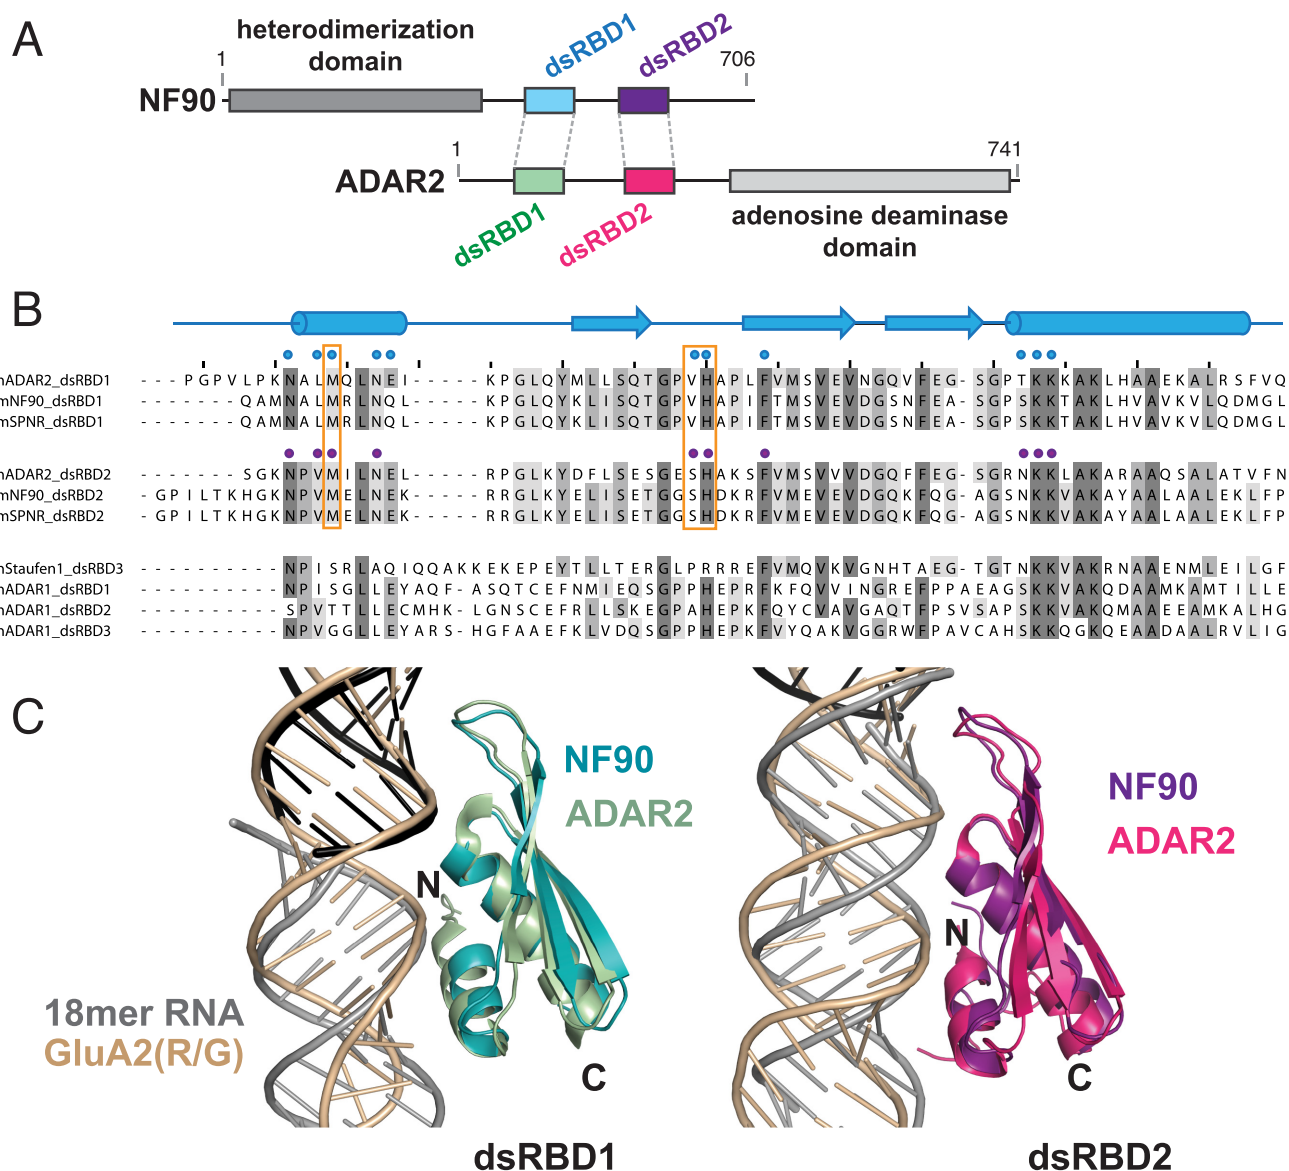 A
heterodimerization
domain
dsRBD1
dsRBD2
1
706
NF90
1
741
ADAR2
dsRBD1
dsRBD2
adenosine deaminase
domain
B
hADAR2_dsRBD1 - - - P G P V L P K N A L M Q L N E I - - - - - K P G L Q Y M L L S Q T G P V H A P L F V M S V E V N G Q V F E G - S G P T K K K A K L H A A E K A L R S F V Q
mNF90_dsRBD1 - - - - - - - Q A M N A L M R L N Q L - - - - - K P G L Q Y K L I S Q T G P V H A P I F T M S V E V D G S N F E A - S G P S K K T A K L H V A V K V L Q D M G L
mSPNR_dsRBD1 - - - - - - - Q A M N A L M R L N Q L - - - - - K P G L Q Y K L I S Q T G P V H A P I F T M S V E V D G S N F E A - S G P S K K T A K L H V A V K V L Q D M G L
hADAR2_dsRBD2 - - - - - - - S G K N P V M I L N E L - - - - - R P G L K Y D F L S E S G E S H A K S F V M S V V V D G Q F F E G - S G R N K K L A K A R A A Q S A L A T V F N
mNF90_dsRBD2 - G P I L T K H G K N P V M E L N E K - - - - - R R G L K Y E L I S E T G G S H D K R F V M E V E V D G Q K F Q G - A G S N K K V A K A Y A A L A A L E K L F P
mSPNR_dsRBD2 - G P I L T K H G K N P V M E L N E K - - - - - R R G L K Y E L I S E T G G S H D K R F V M E V E V D G Q K F Q G - A G S N K K V A K A Y A A L A A L E K L F P
hStaufen1_dsRBD3 - - - - - - - - - - N P I S R L A Q I Q Q A K K E K E P E Y T L L T E R G L P R R R E F V M Q V K V G N H T A E G - T G T N K K V A K R N A A E N M L E I L G F
hADAR1_dsRBD1 - - - - - - - - - - N P I S G L L E Y A Q F - A S Q T C E F N M I E Q S G P P H E P R F K F Q V V I N G R E F P P A E A G S K K V A K Q D A A M K A M T I L L E
hADAR1_dsRBD2 - - - - - - - - - - S P V T T L L E C M H K - L G N S C E F R L L S K E G P A H E P K F Q Y C V A V G A Q T F P S V S A P S K K V A K Q M A A E E A M K A L H G
hADAR1_dsRBD3 - - - - - - - - - - N P V G G L L E Y A R S - H G F A A E F K L V D Q S G P P H E P K F V Y Q A K V G G R W F P A V C A H S K K Q G K Q E A A D A A L R V L I G
C
NF90
ADAR2
N
18mer RNA
GluA2(R/G)
C
dsRBD1
NF90
ADAR2
N
C
dsRBD2